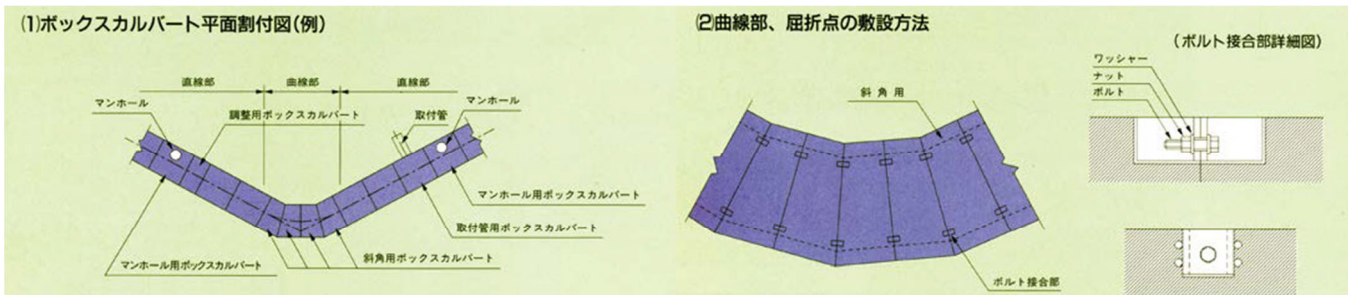 (1)ボックスカルバート平面割付図(例)
直線部
曲線部
直線部
マンホール
調整用ボックスカルバート
取付管
マンホール
マンホール用ボックスカルバート
取付管用ボックスカルバート
斜角用ボックスカルバート
マンホール用ボックスカルバート
(2)曲線部、屈折点の敷設方法
(ボルト接合部詳細図)
斜角用
ボルト接合部
ワッシャー
ナット
ボルト